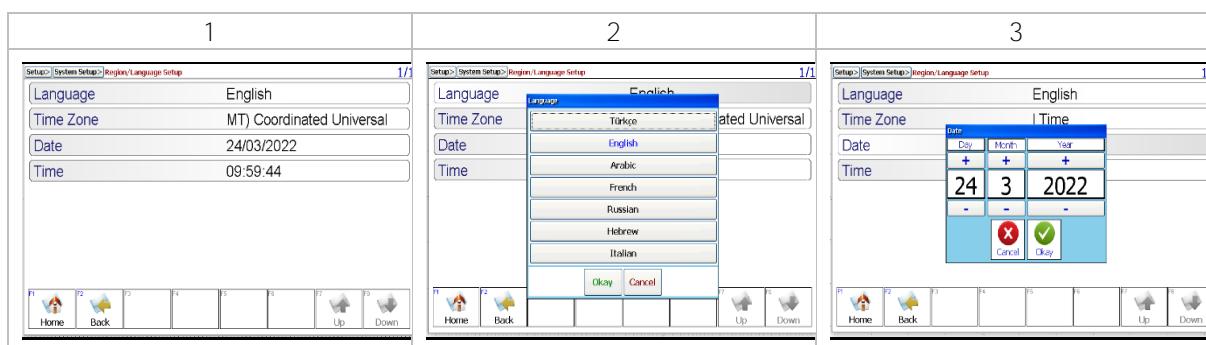 1
2
3
Setup> System Setup> Region/Language Setup 1/1
Language English
Time Zone MT) Coordinated Universal
Date 24/03/2022
Time 09:59:44
F1 F2 F3 F4 F5 F6 F7
Home Back Up Down
Setup> System Setup> Region/Language Setup 1/1
Language English
Time Zone ated Universal
Date
Time
Language
Türkçe
English
Arabic
French
Russian
Hebrew
Italian
Okay Cancel
F2 F7
Home Back Up Down
Setup> System Setup> Region/Language Setup 1
Language English
Time Zone l Time
Date
Time
Date
Day Month Year
+ + +
24 3 2022
- - -
Cancel Okay
F1 F2 F3 F4 F5 F6 F7
Home Back Up Down